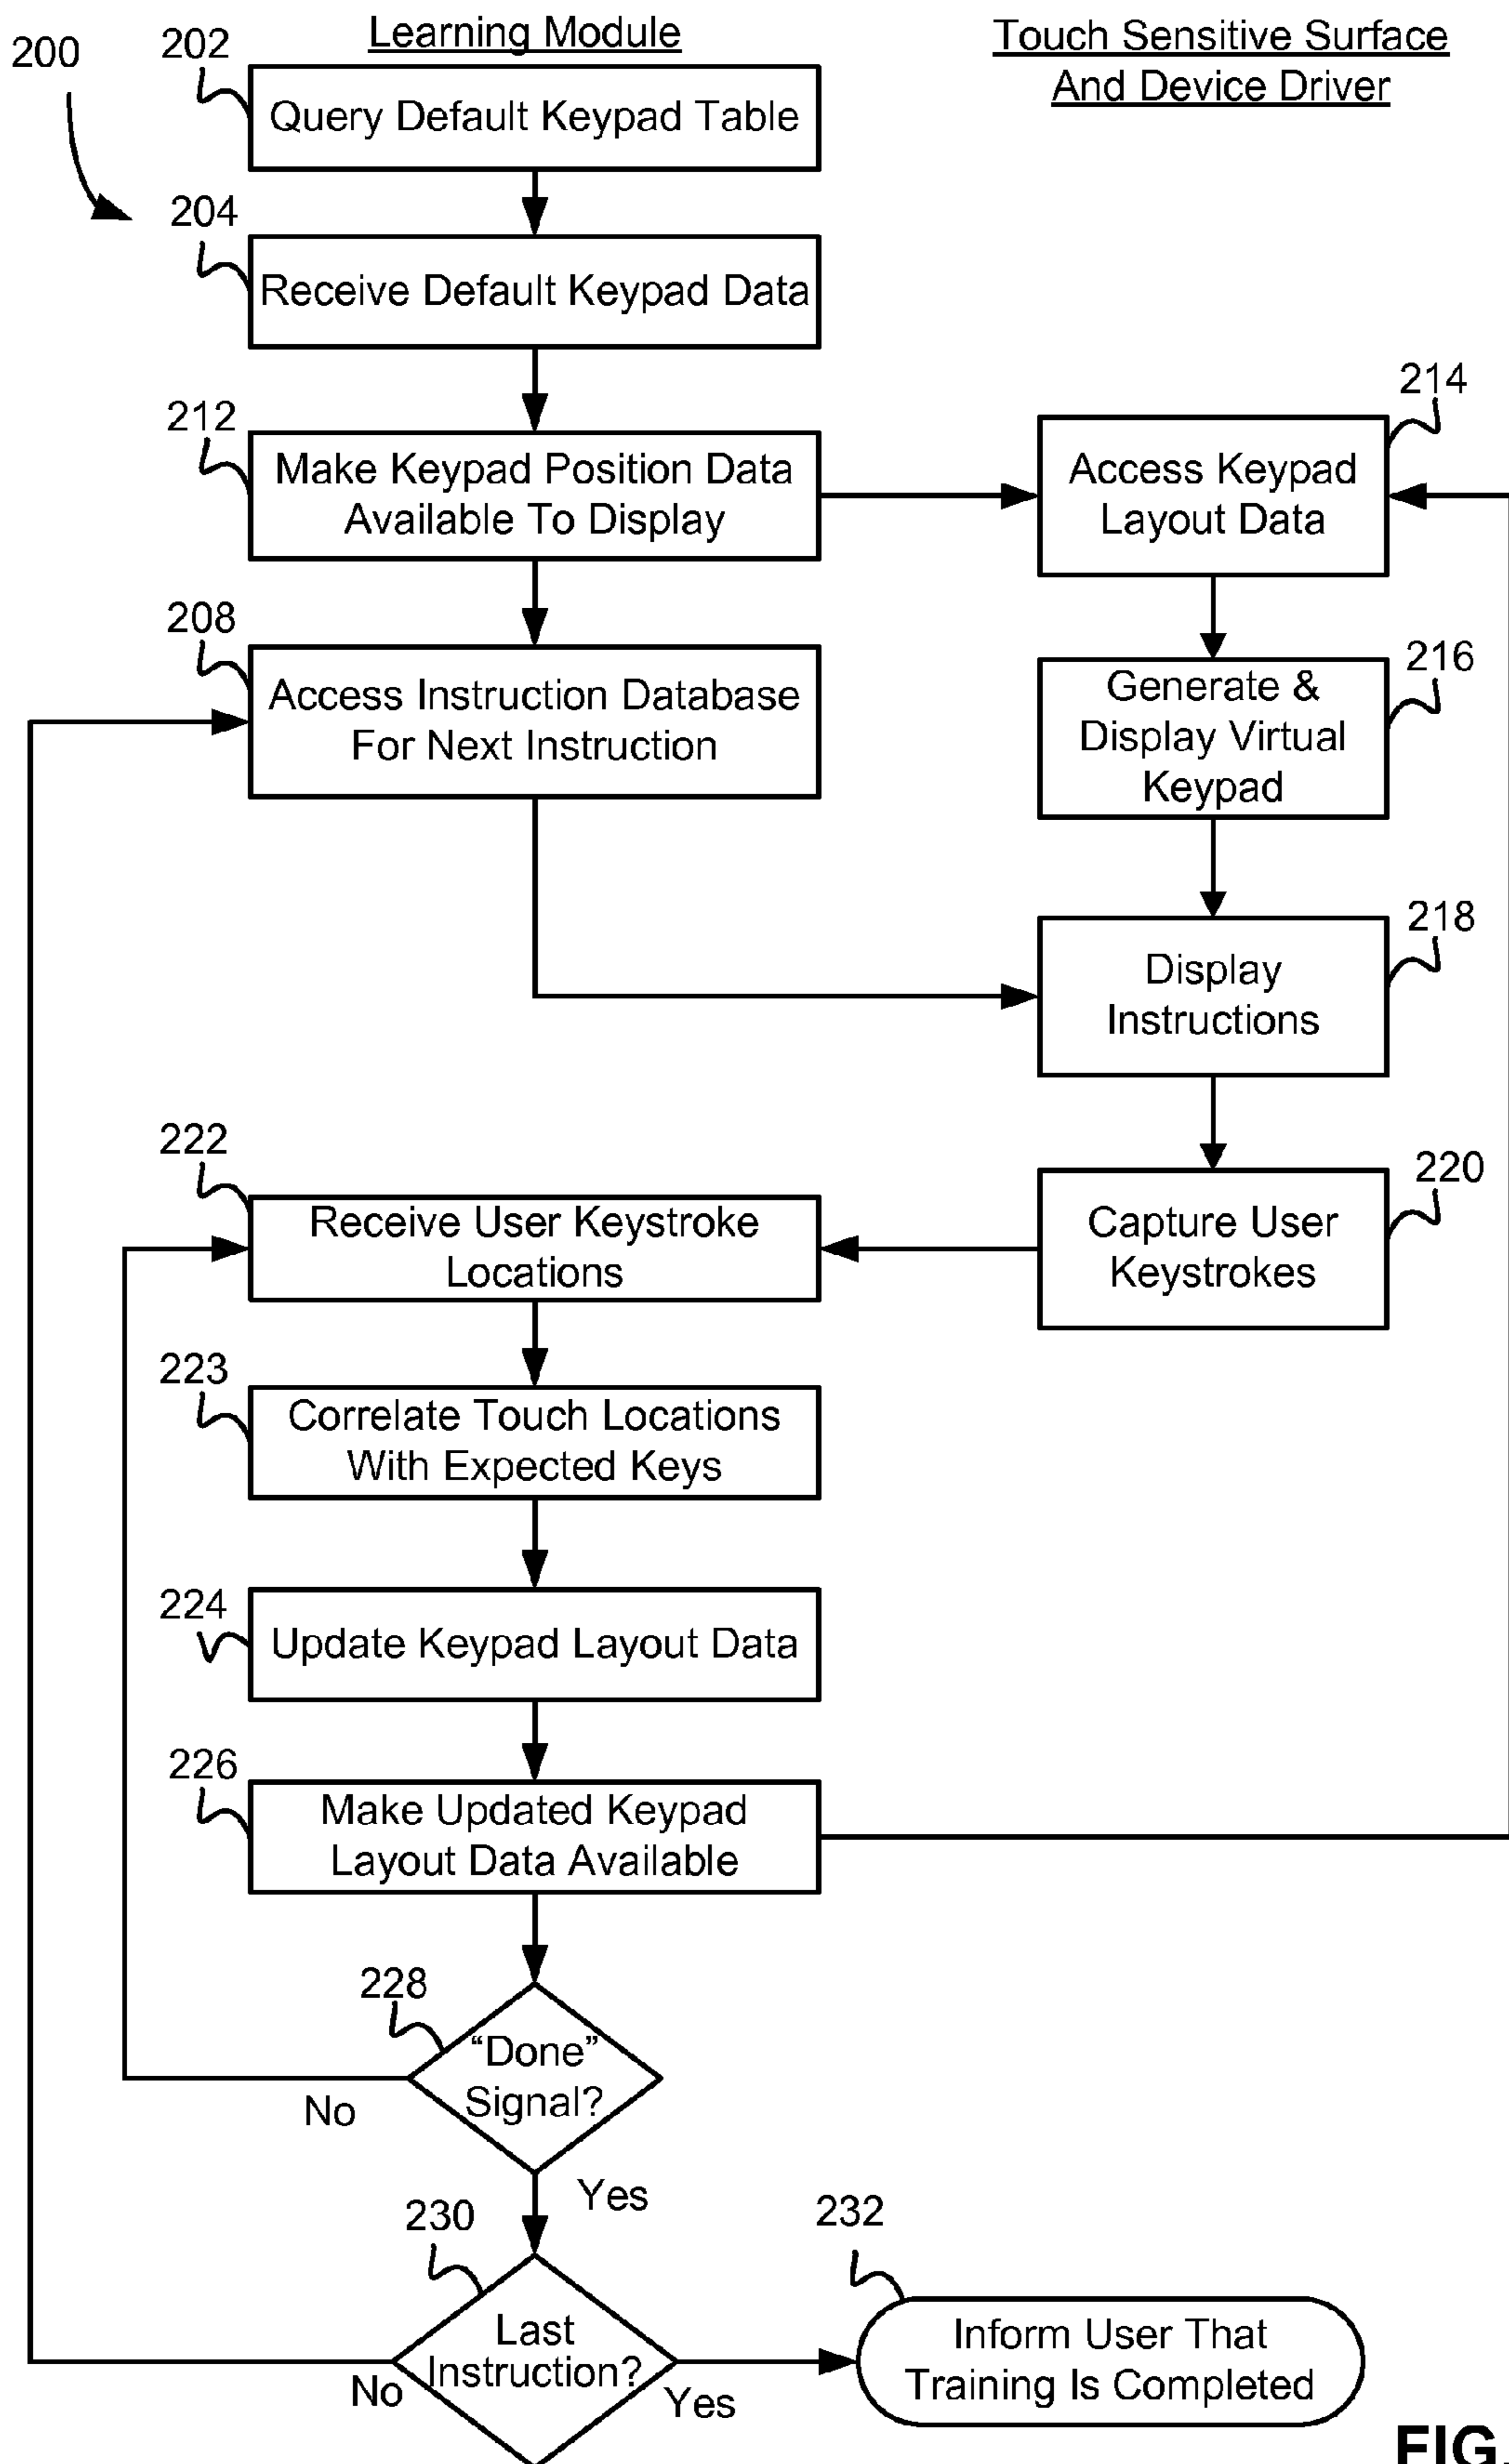 200
202
Learning Module
Touch Sensitive Surface
And Device Driver
Query Default Keypad Table
204
Receive Default Keypad Data
212
Make Keypad Position Data
Available To Display
214
Access Keypad
Layout Data
208
Access Instruction Database
For Next Instruction
216
Generate &
Display Virtual
Keypad
218
Display
Instructions
222
Receive User Keystroke
Locations
220
Capture User
Keystrokes
223
Correlate Touch Locations
With Expected Keys
224
Update Keypad Layout Data
226
Make Updated Keypad
Layout Data Available
228
“Done”
Signal?
No
Yes
230
Last
Instruction?
No
Yes
232
Inform User That
Training Is Completed
FIG.